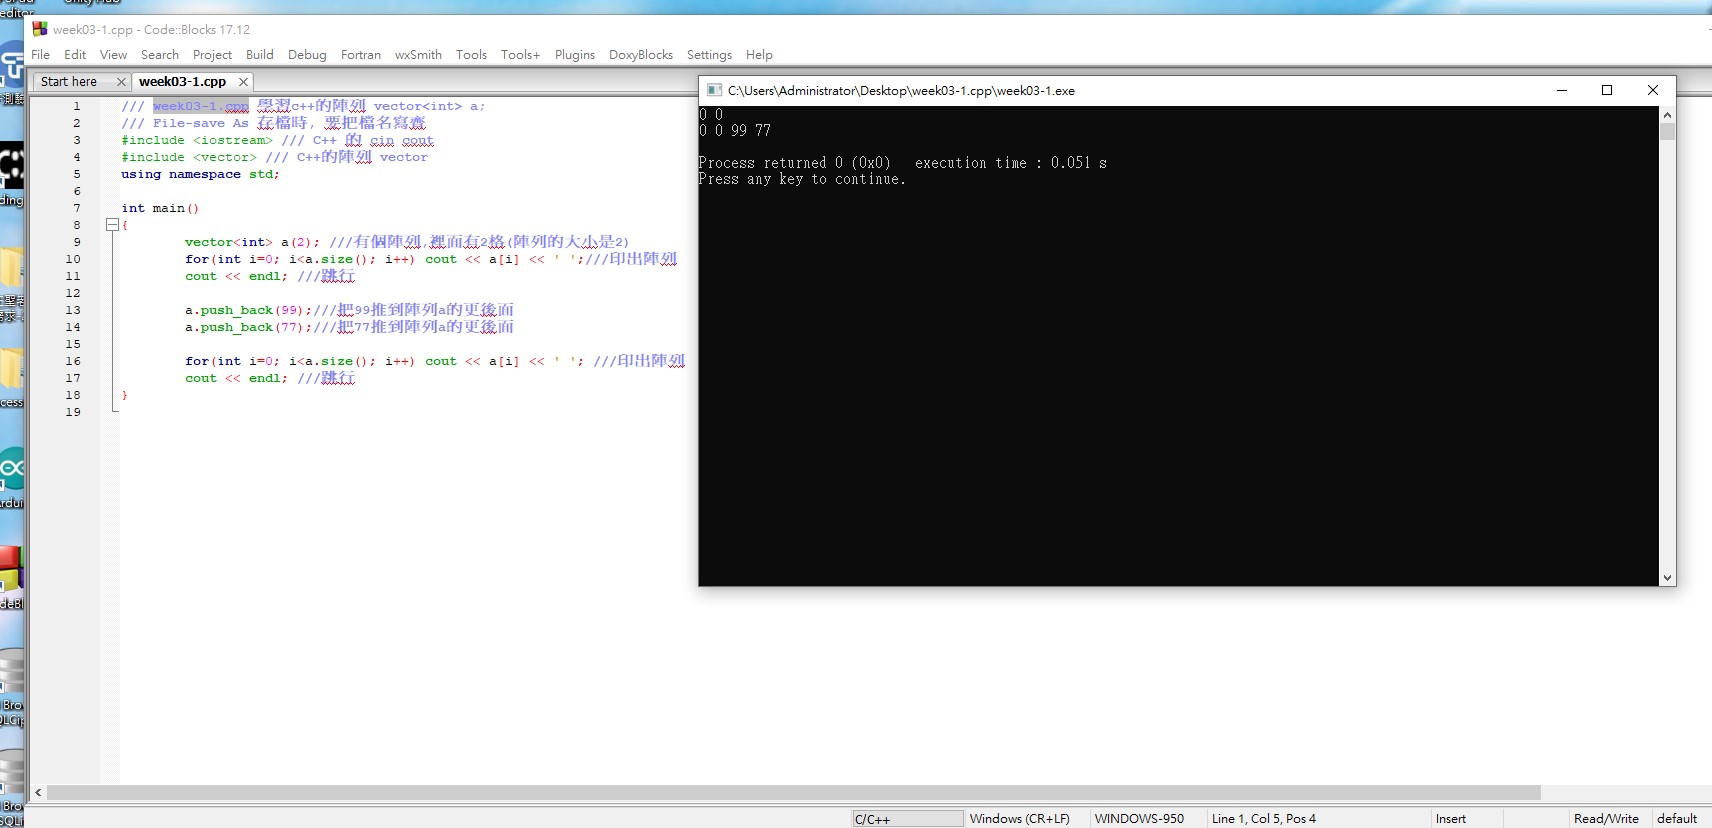 editor
Unity Hub
week03-1.cpp - Code::Blocks 17.12
File Edit View Search Project Build Debug Fortran wxSmith Tools Tools+ Plugins DoxyBlocks Settings Help
Start here week03-1.cpp
1 /// week03-1.cpp 學習c++的陣列 vector<int> a;
2 /// File-save As 存檔時, 要把檔名寫齊
3 #include <iostream> /// C++ 的 cin cout
4 #include <vector> /// C++的陣列 vector
5 using namespace std;
6
7 int main()
8 {
9 vector<int> a(2); ///有個陣列,裡面有2格(陣列的大小是2)
10 for(int i=0; i<a.size(); i++) cout << a[i] << ' ';///印出陣列
11 cout << endl; ///跳行
12
13 a.push_back(99);///把99推到陣列a的更後面
14 a.push_back(77);///把77推到陣列a的更後面
15
16 for(int i=0; i<a.size(); i++) cout << a[i] << ' '; ///印出陣列
17 cout << endl; ///跳行
18 }
19
C:\Users\Administrator\Desktop\week03-1.cpp\week03-1.exe
0 0
0 0 99 77
Process returned 0 (0x0) execution time : 0.051 s
Press any key to continue.
C/C++ Windows (CR+LF) WINDOWS-950 Line 1, Col 5, Pos 4 Insert Read/Write default